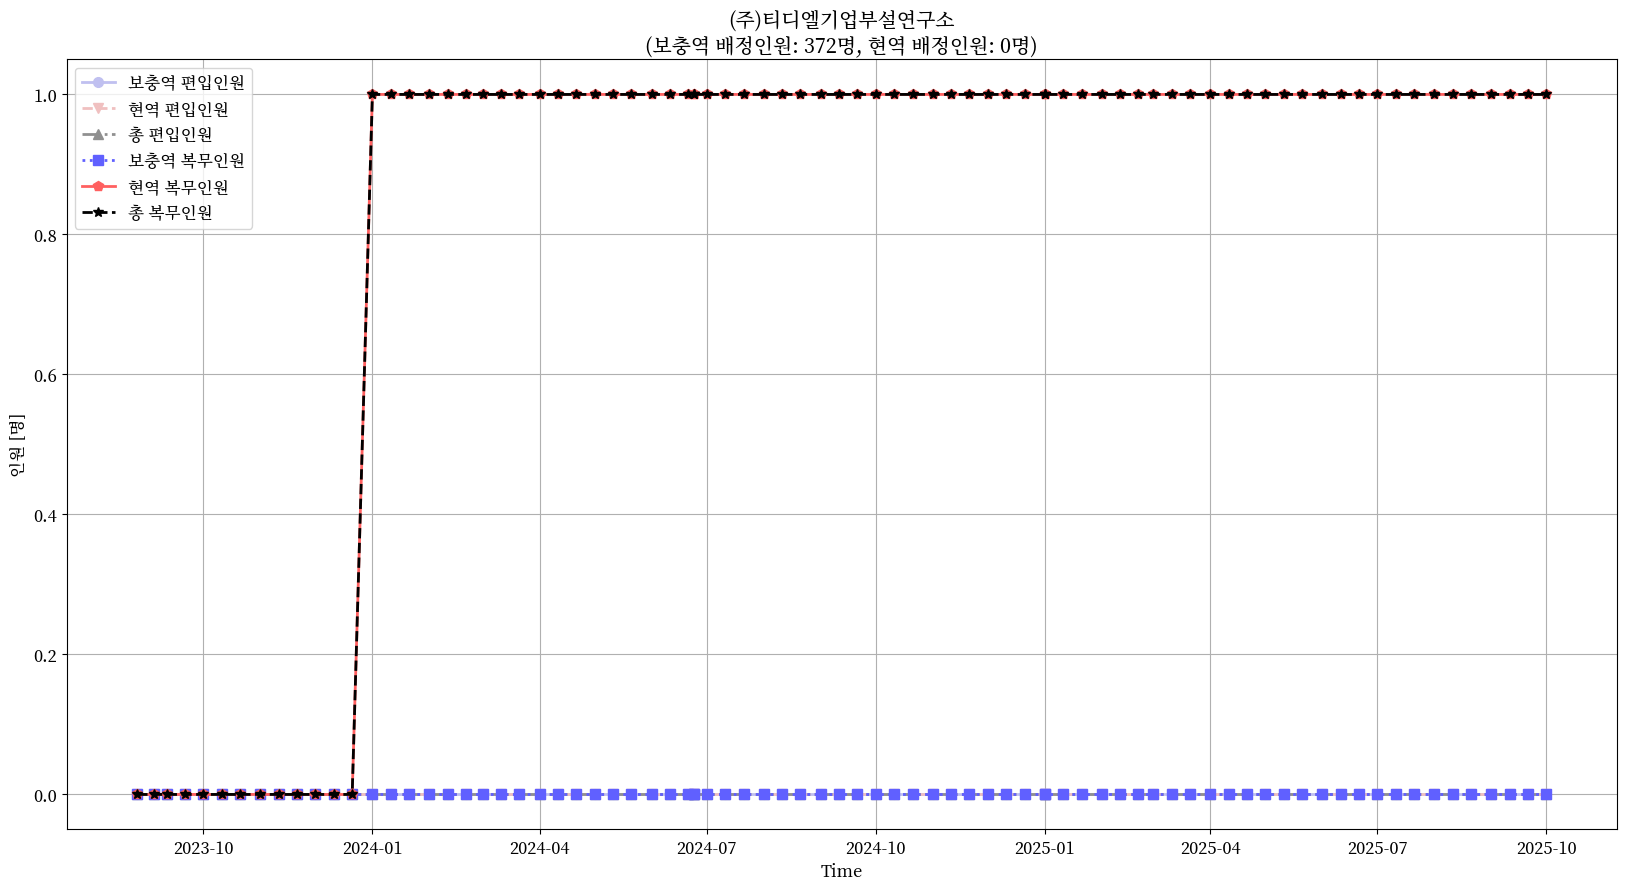 (주)티디엘기업부설연구소
(보충역 배정인원: 372명, 현역 배정인원: 0명)
보충역 편입인원
현역 편입인원
총 편입인원
보충역 복무인원
현역 복무인원
총 복무인원
1.0
0.8
0.6
0.4
0.2
0.0
인원 [명]
2023-10
2024-01
2024-04
2024-07
2024-10
2025-01
2025-04
2025-07
2025-10
Time